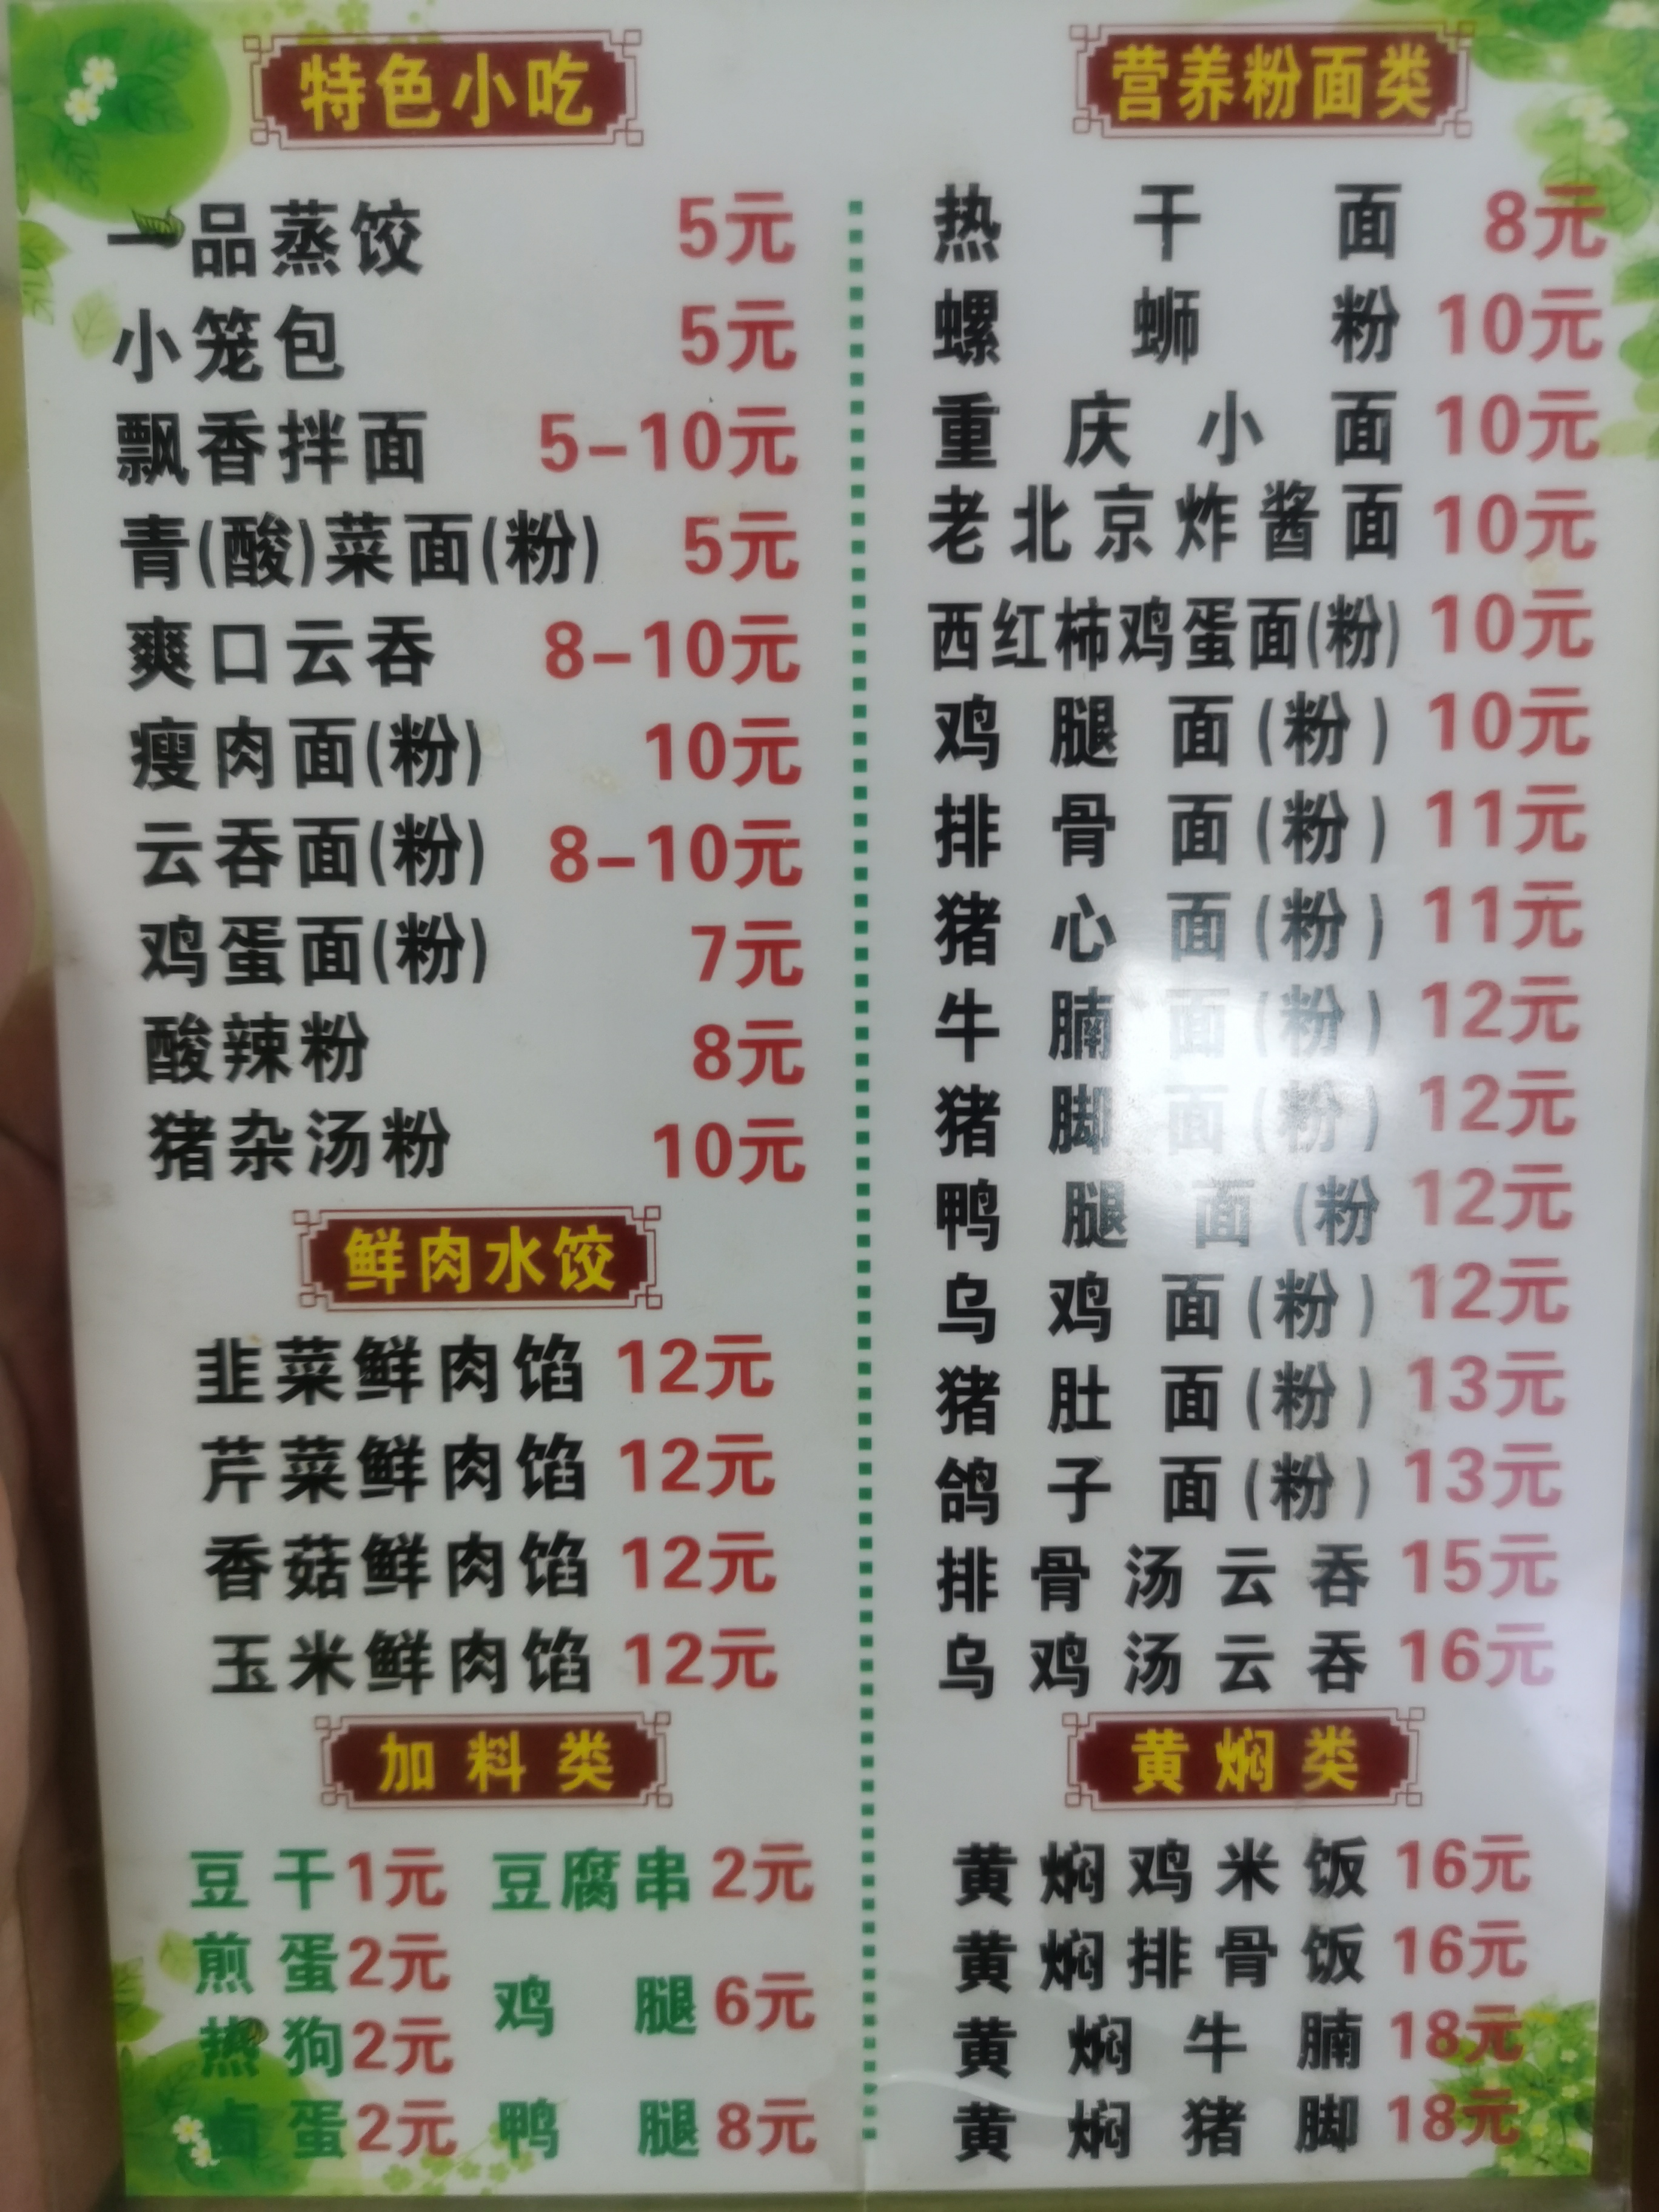 特色小吃
一品蒸饺 5元
小笼包 5元
飘香拌面 5-10元
青(酸)菜面(粉) 5元
爽口云吞 8-10元
瘦肉面(粉) 10元
云吞面(粉) 8-10元
鸡蛋面(粉) 7元
酸辣粉 8元
猪杂汤粉 10元
鲜肉水饺
韭菜鲜肉馅 12元
芹菜鲜肉馅 12元
香菇鲜肉馅 12元
玉米鲜肉馅 12元
加料类
豆干1元 豆腐串2元
煎蛋2元
鸡腿6元
热狗2元
卤蛋2元 鸭腿8元
营养粉面类
热干面 8元
螺蛳粉 10元
重庆小面 10元
老北京炸酱面 10元
西红柿鸡蛋面(粉) 10元
鸡腿面(粉) 10元
排骨面(粉) 11元
猪心面(粉) 11元
牛腩面(粉) 12元
猪脚面(粉) 12元
鸭腿面(粉 12元
乌鸡面(粉) 12元
猪肚面(粉) 13元
鸽子面(粉) 13元
排骨汤云吞 15元
乌鸡汤云吞 16元
黄焖类
黄焖鸡米饭 16元
黄焖排骨饭 16元
黄焖牛腩 18元
黄焖猪脚 18元